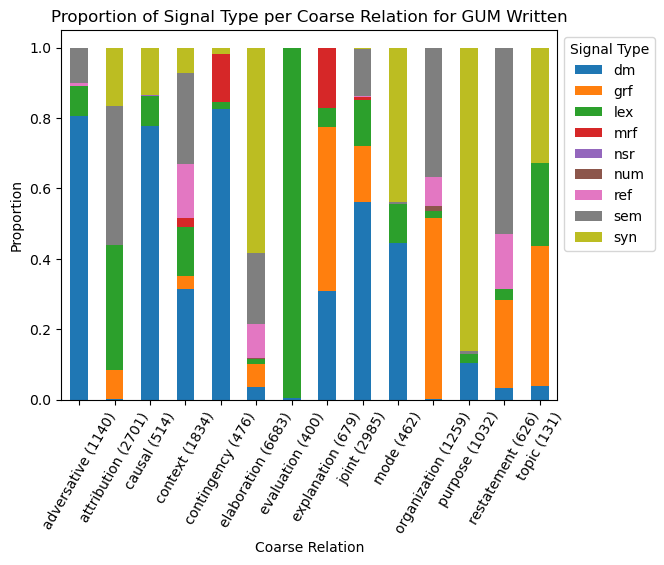 Proportion of Signal Type per Coarse Relation for GUM Written
Proportion
1.0
0.8
0.6
0.4
0.2
0.0
adversative (1140)
attribution (2701)
causal (514)
context (1834)
contingency (476)
elaboration (6683)
evaluation (400)
explanation (679)
joint (2985)
mode (462)
organization (1259)
purpose (1032)
restatement (626)
topic (131)
Coarse Relation
Signal Type
dm
grf
lex
mrf
nsr
num
ref
sem
syn